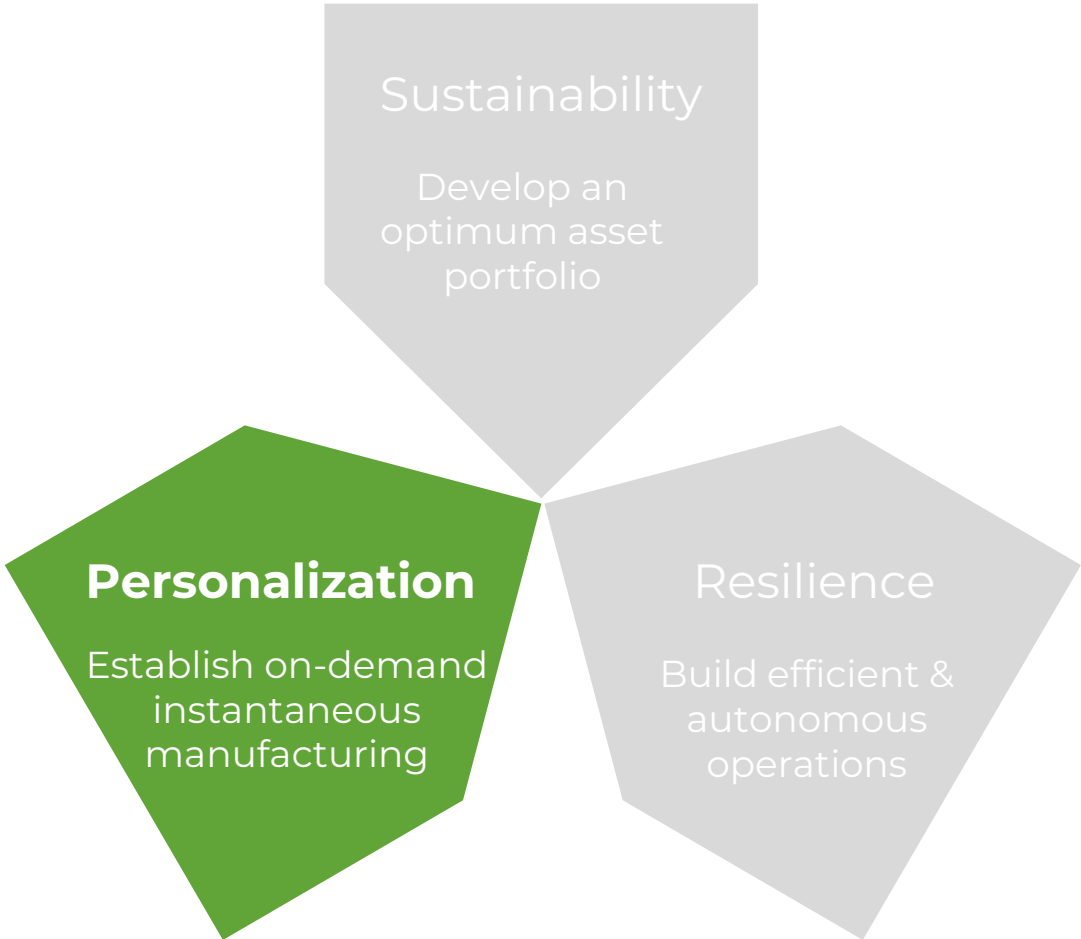 Sustainability
Develop an
optimum asset
portfolio
Personalization
Establish on-demand
instantaneous
manufacturing
Resilience
Build efficient &
autonomous
operations